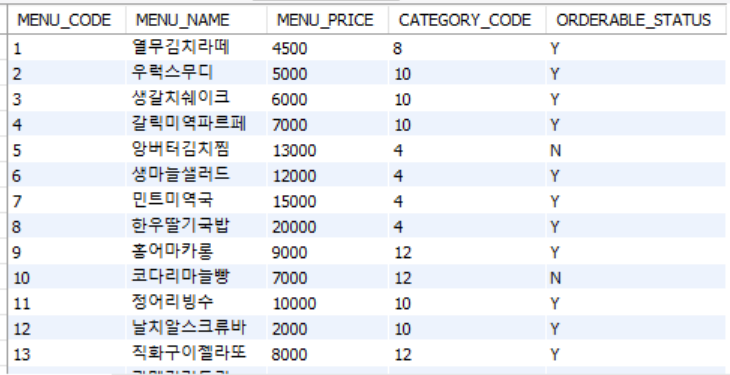 MENU_CODE MENU_NAME MENU_PRICE CATEGORY_CODE ORDERABLE_STATUS
1 열무김치라떼 4500 8 Y
2 우럭스무디 5000 10 Y
3 생갈치쉐이크 6000 10 Y
4 갈릭미역파르페 7000 10 Y
5 앙버터김치찜 13000 4 N
6 생마늘샐러드 12000 4 Y
7 민트미역국 15000 4 Y
8 한우딸기국밥 20000 4 Y
9 홍어마카롱 9000 12 Y
10 코다리마늘빵 7000 12 N
11 정어리빙수 10000 10 Y
12 날치알스크류바 2000 10 Y
13 직화구이젤라또 8000 12 Y